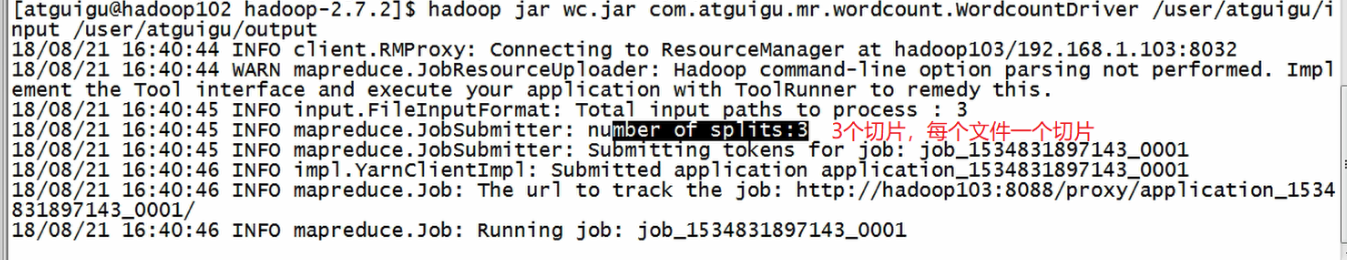 [atguigu@hadoop102 hadoop-2.7.2]$ hadoop jar wc.jar com.atguigu.mr.wordcount.WordcountDriver /user/atguigu/i
nput /user/atguigu/output
18/08/21 16:40:44 INFO client.RMProxy: Connecting to ResourceManager at hadoop103/192.168.1.103:8032
18/08/21 16:40:44 WARN mapreduce.JobResourceUploader: Hadoop command-line option parsing not performed. Impl
ement the Tool interface and execute your application with ToolRunner to remedy this.
18/08/21 16:40:45 INFO input.FileInputFormat: Total input paths to process : 3
18/08/21 16:40:45 INFO mapreduce.JobSubmitter: number of splits:3 3个切片，每个文件一个切片
18/08/21 16:40:45 INFO mapreduce.JobSubmitter: Submitting tokens for job: job_1534831897143_0001
18/08/21 16:40:46 INFO impl.YarnClientImpl: Submitted application application_1534831897143_0001
18/08/21 16:40:46 INFO mapreduce.Job: The url to track the job: http://hadoop103:8088/proxy/application_1534
831897143_0001/
18/08/21 16:40:46 INFO mapreduce.Job: Running job: job_1534831897143_0001